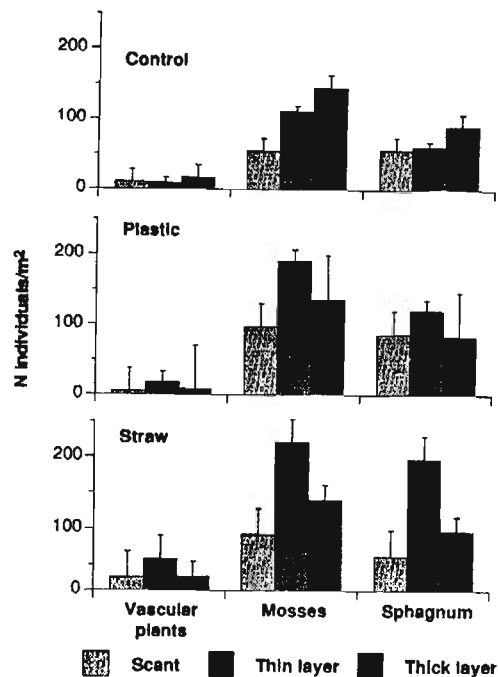 200
Control
100
0
Plastic
200
100
0
N individuals/m²
Straw
200
100
0
Vascular plants
Mosses
Sphagnum
Scant
Thin layer
Thick layer